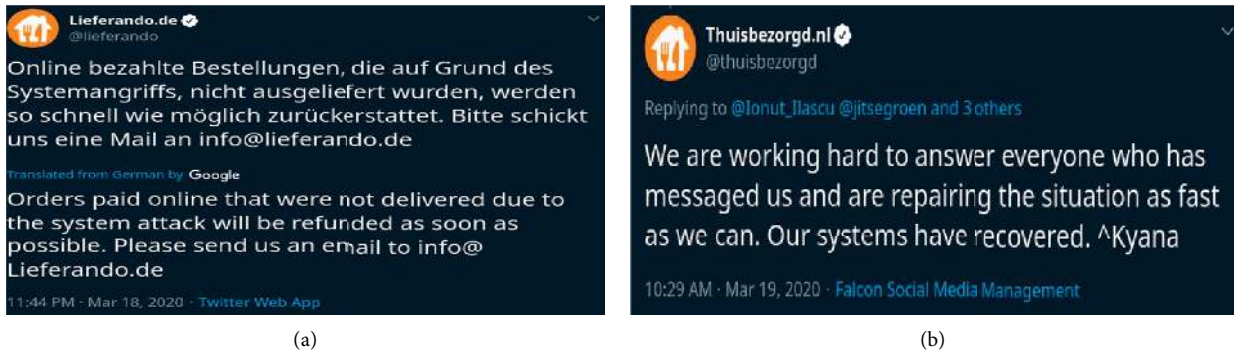 Lieferando.de
@lieferando
Online bezahlte Bestellungen, die auf Grund des
Systemangriffs, nicht ausgeliefert wurden, werden
so schnell wie möglich zurückerstattet. Bitte schickt
uns eine Mail an info@lieferando.de
Translated from German by Google
Orders paid online that were not delivered due to
the system attack will be refunded as soon as
possible. Please send us an email to info@
Lieferando.de
11:44 PM · Mar 18, 2020 · Twitter Web App
(a)
Thuisbezorgd.nl
@thuisbezorgd
Replying to @Ionut_Ilascu @jitsegroen and 3 others
We are working hard to answer everyone who has
messaged us and are repairing the situation as fast
as we can. Our systems have recovered. ^Kyana
10:29 AM · Mar 19, 2020 · Falcon Social Media Management
(b)